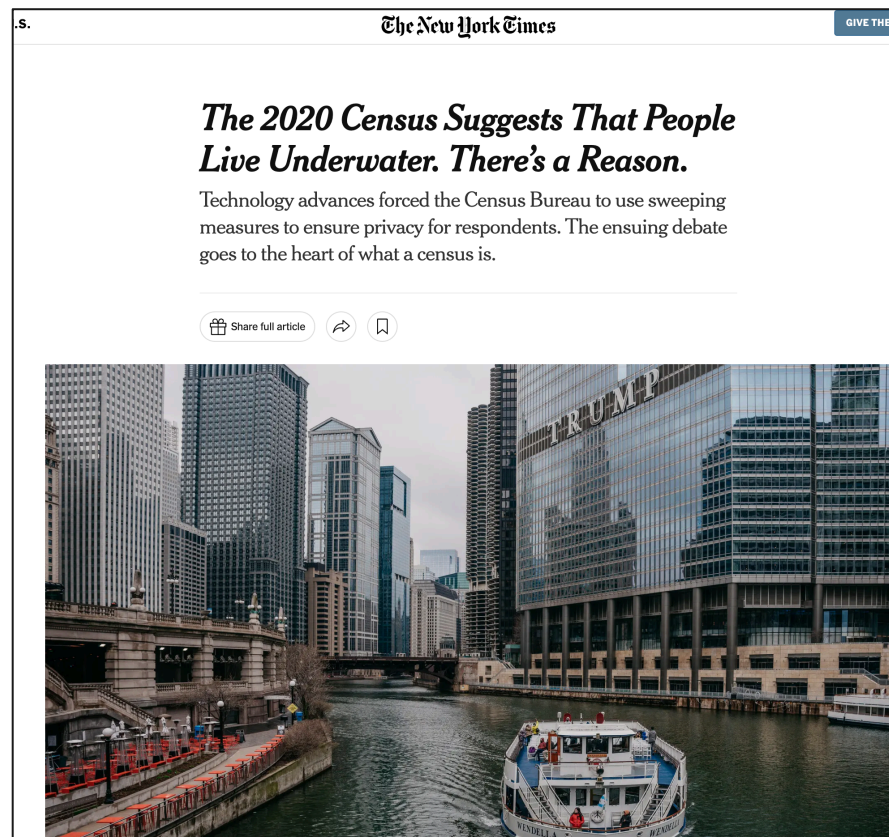 .S.
The New York Times
GIVE THE
The 2020 Census Suggests That People
Live Underwater. There's a Reason.
Technology advances forced the Census Bureau to use sweeping
measures to ensure privacy for respondents. The ensuing debate
goes to the heart of what a census is.
Share full article
TRUMP
WENDELLA
WENDELL